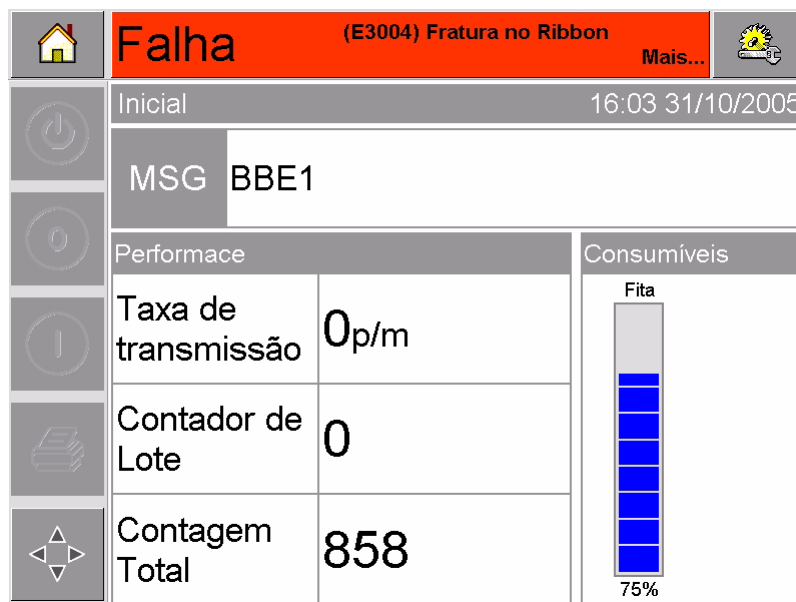 Falha
(E3004) Fratura no Ribbon
Mais...
Inicial
16:03 31/10/2005
MSG
BBE1
Performace
Consumíveis
Fita
Taxa de
transmissão
0p/m
Contador de
Lote
0
Contagem
Total
858
75%